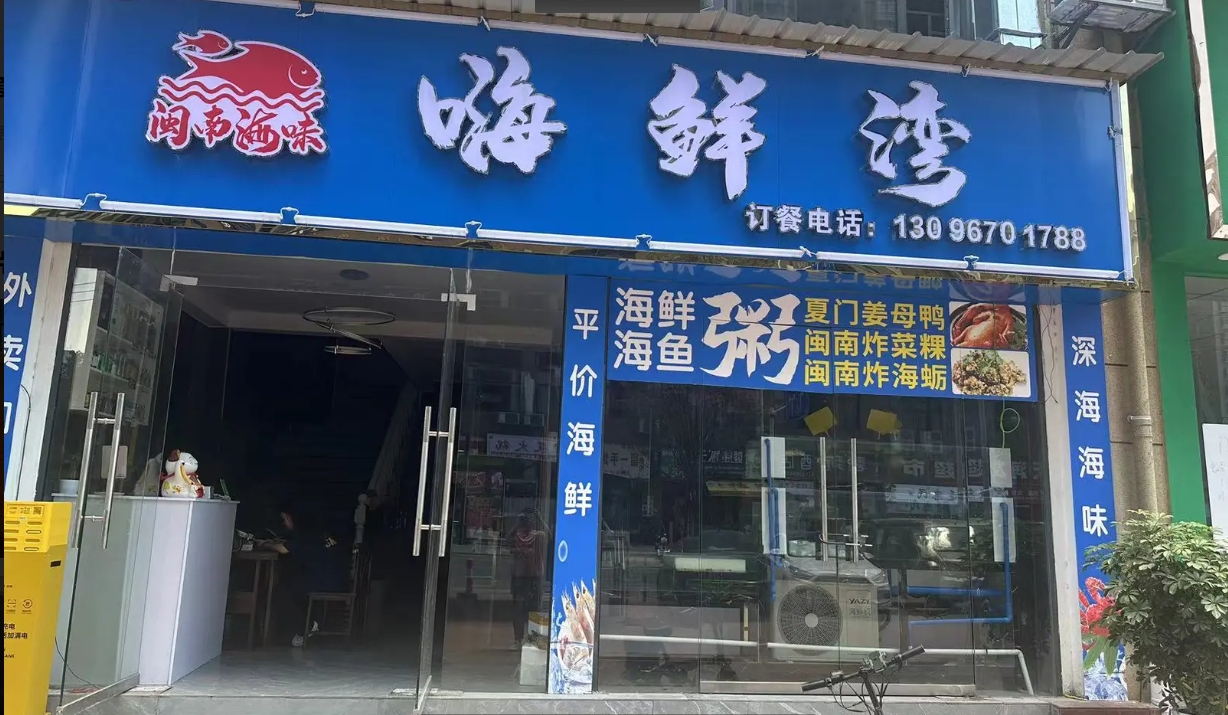 闽南海味
嗨鲜湾
订餐电话：130 9670 1788
外卖
平价海鲜
海鲜
海鱼
粥
夏门姜母鸭
闽南炸菜粿
闽南炸海蛎
深海海味
YAZI